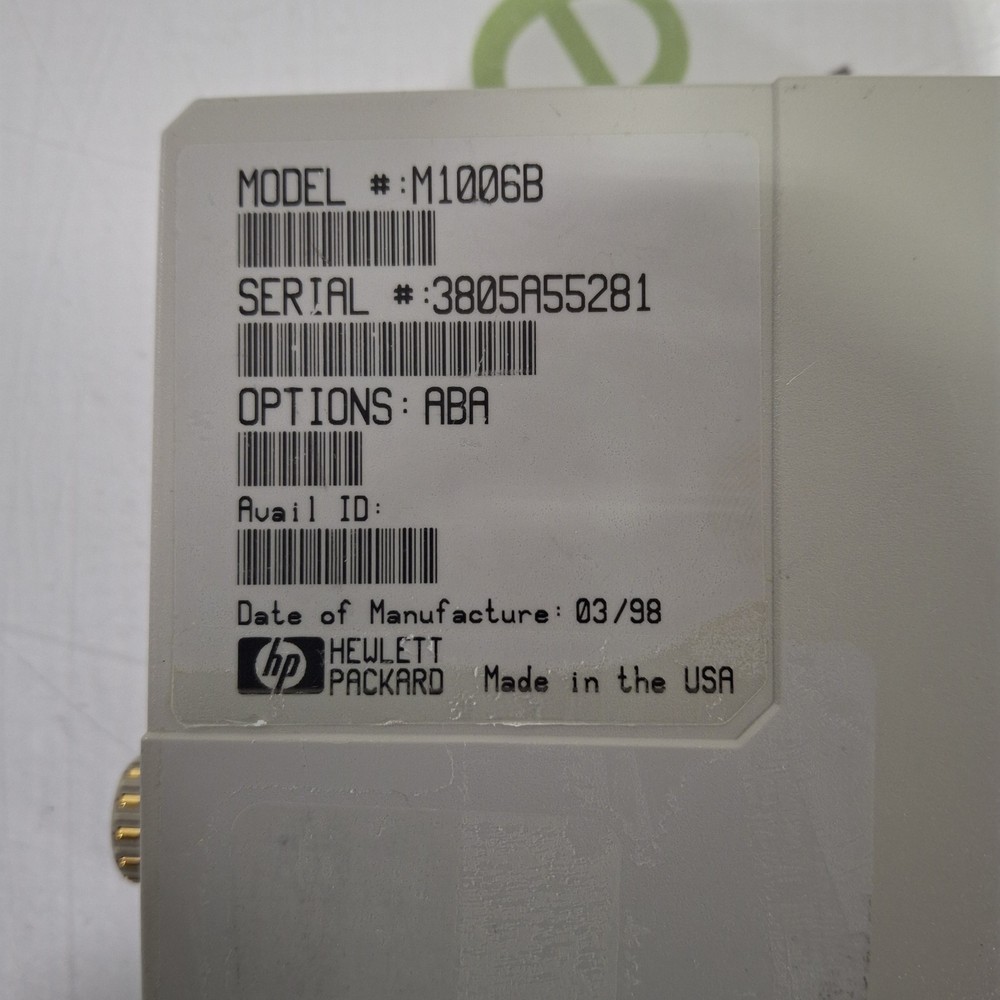 MODEL #:M1006B
SERIAL #:3805A55281
OPTIONS: ABA
Avail ID:
Date of Manufacture: 03/98
hp HEWLETT
PACKARD Made in the USA